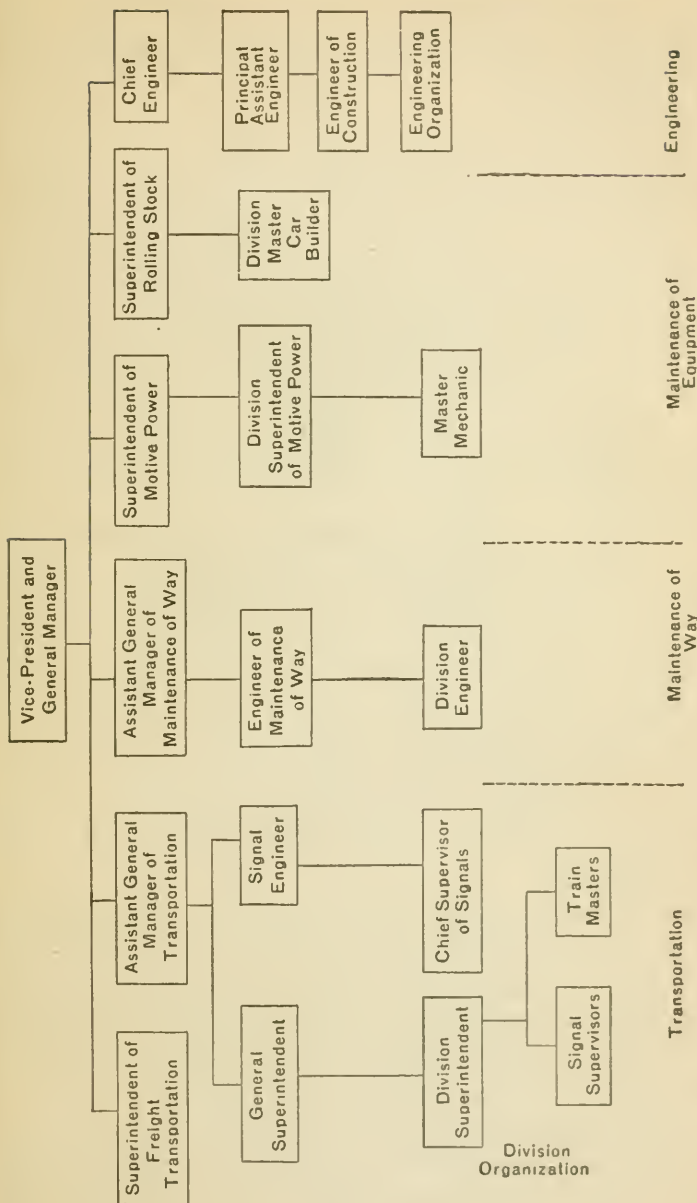 Vice-President and
General Manager
Superintendent of
Freight
Transportation
Assistant General
Manager of
Transportation
Assistant General
Manager of
Maintenance of Way
Superintendent of
Motive Power
Superintendent of
Rolling Stock
Chief
Engineer
General
Superintendent
Signal
Engineer
Engineer of
Maintenance
of Way
Division
Superintendent
of Motive Power
Division
Master
Car
Builder
Principal
Assistant
Engineer
Engineer of
Construction
Engineering
Organization
Division
Superintendent
Chief Supervisor
of Signals
Division
Engineer
Master
Mechanic
Signal
Supervisors
Train
Masters
Division
Organization
Transportation
Maintenance of
Way
Maintenance of
Equipment
Engineering